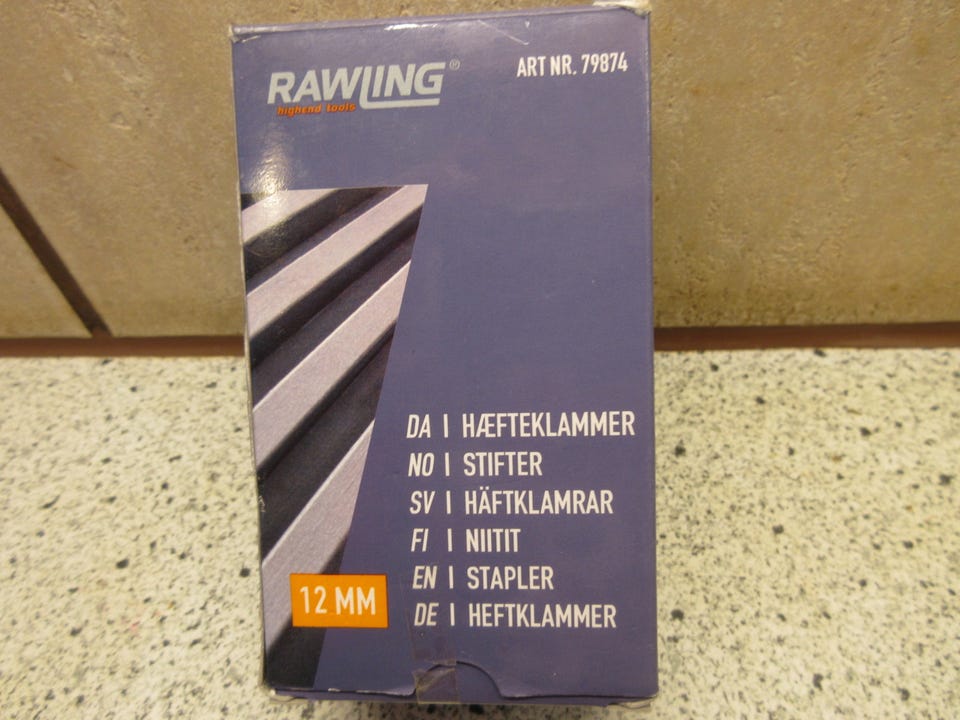 RAWLING®
highend tools
ART NR. 79874
DA | HÆFTEKLAMMER
NO | STIFTER
SV | HÄFTKLAMRAR
FI | NIITIT
EN | STAPLER
DE | HEFTKLAMMER
12 MM